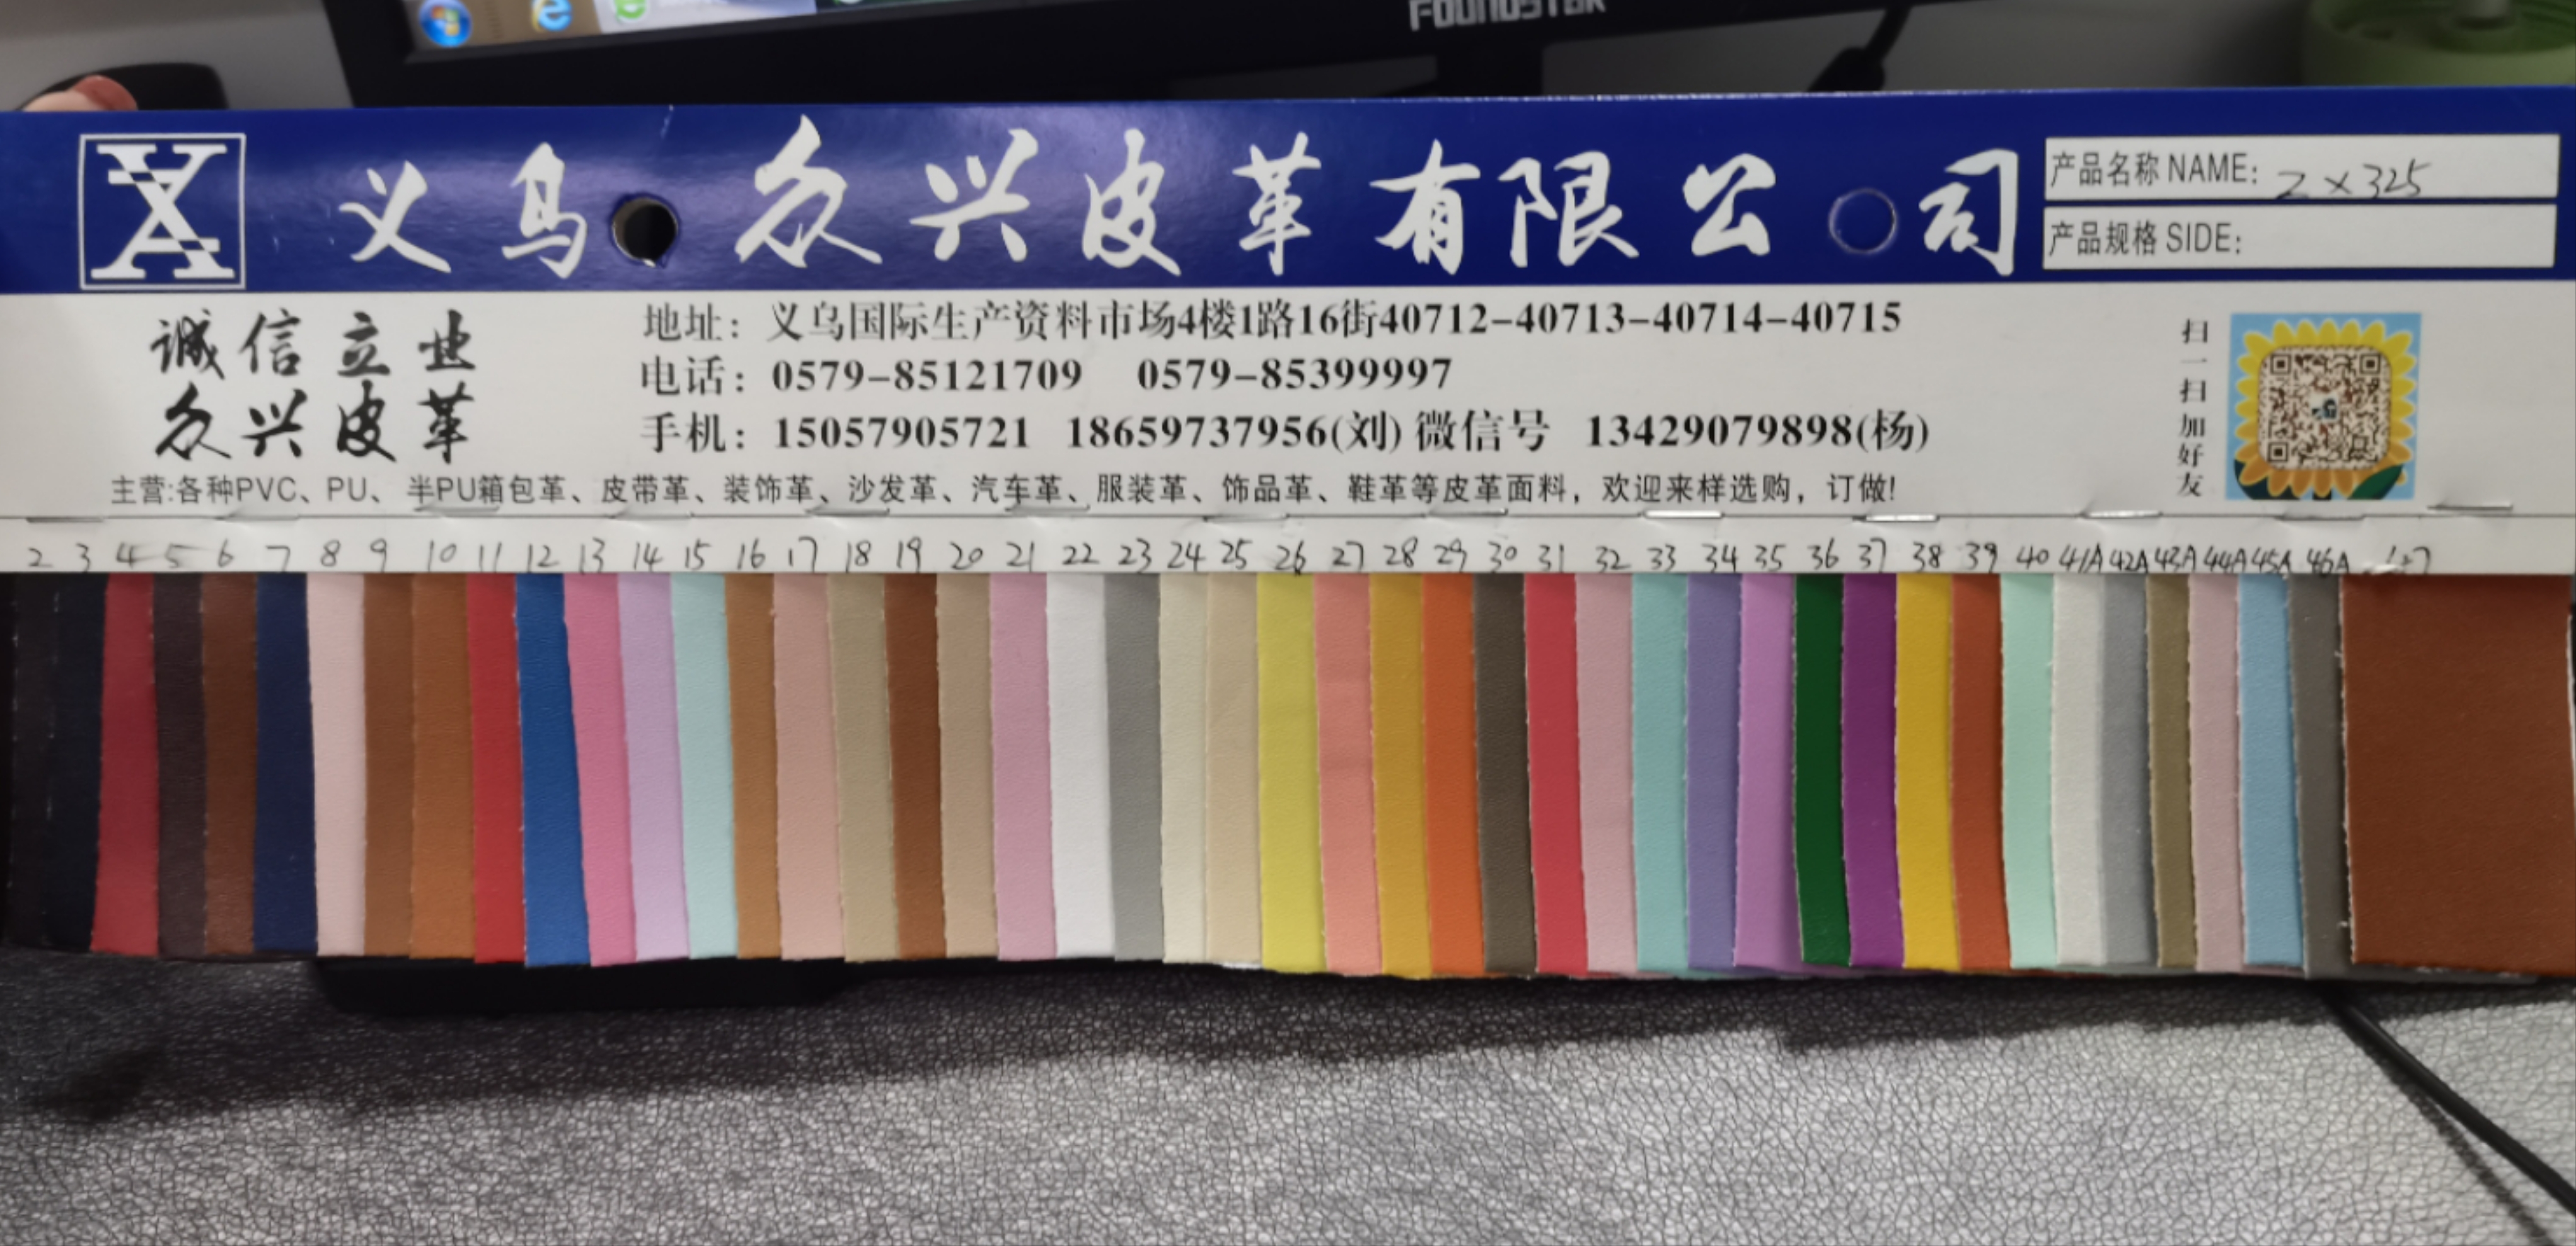 义乌众兴皮革有限公司
产品名称 NAME: ZX325
产品规格 SIDE:
诚信立业
众兴皮革
地址：义乌国际生产资料市场4楼1路16街40712-40713-40714-40715
电话：0579-85121709 0579-85399997
手机：15057905721 18659737956(刘) 微信号 13429079898(杨)
主营:各种PVC、PU、半PU箱包革、皮带革、装饰革、沙发革、汽车革、服装革、饰品革、鞋革等皮革面料，欢迎来样选购，订做!
扫一扫加好友
2 3 4 5 6 7 8 9 10 11 12 13 14 15 16 17 18 19 20 21 22 23 24 25 26 27 28 29 30 31 32 33 34 35 36 37 38 39 40 41A 42A 43A 44A 45A 46A